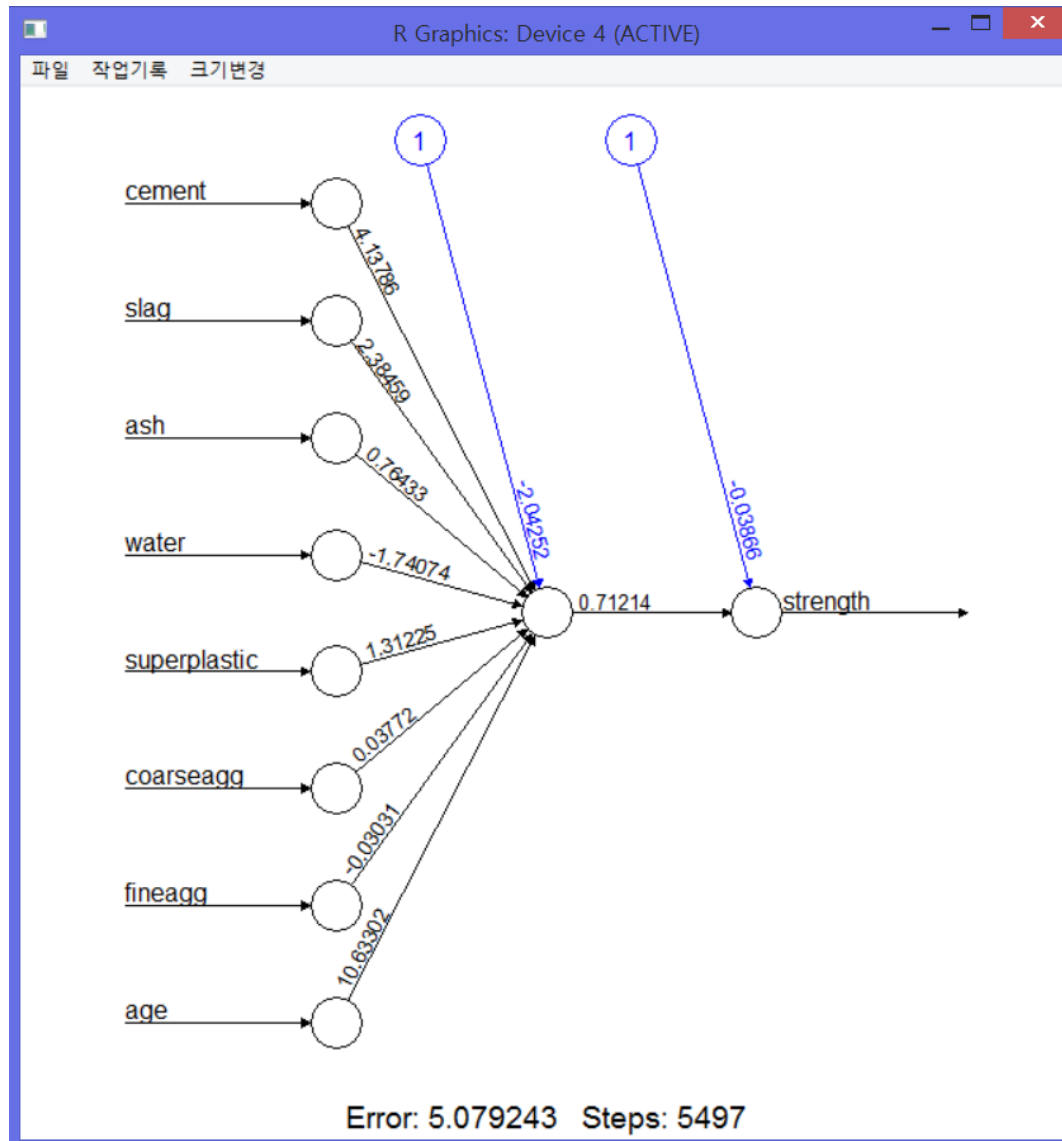 R Graphics: Device 4 (ACTIVE)
파일 작업기록 크기변경
1 1
cement
4.13786
slag
2.38459
ash
0.76433
water
-1.74074
-2.04252
-0.03866
0.71214
strength
superplastic
1.31225
coarseagg
0.03772
fineagg
-0.03031
age
10.63302
Error: 5.079243 Steps: 5497